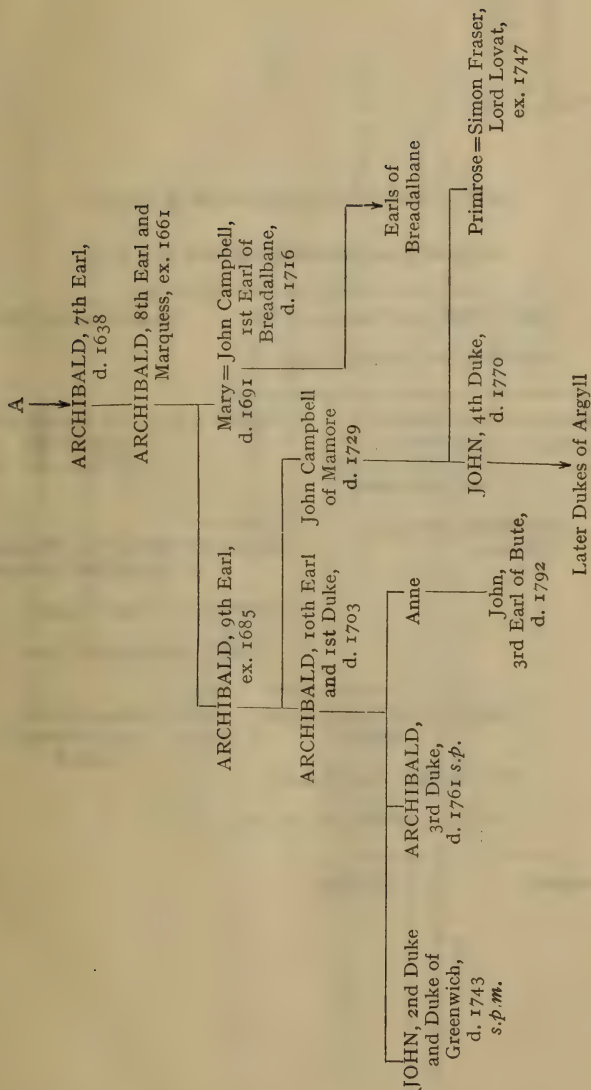 A
ARCHIBALD, 7th Earl,
d. 1638
ARCHIBALD, 8th Earl and
Marquess, ex. 1661
ARCHIBALD, 9th Earl,
ex. 1685
Mary=John Campbell,
d. 1691 1st Earl of
Breadalbane,
d. 1716
ARCHIBALD, 10th Earl
and 1st Duke,
d. 1703
John Campbell
of Mamore
d. 1729
Earls of
Breadalbane
JOHN, 2nd Duke
and Duke of
Greenwich,
d. 1743
s.p.m.
ARCHIBALD,
3rd Duke,
d. 1761 s.p.
Anne
JOHN, 4th Duke,
d. 1770
Primrose=Simon Fraser,
Lord Lovat,
ex. 1747
John,
3rd Earl of Bute,
d. 1792
Later Dukes of Argyll